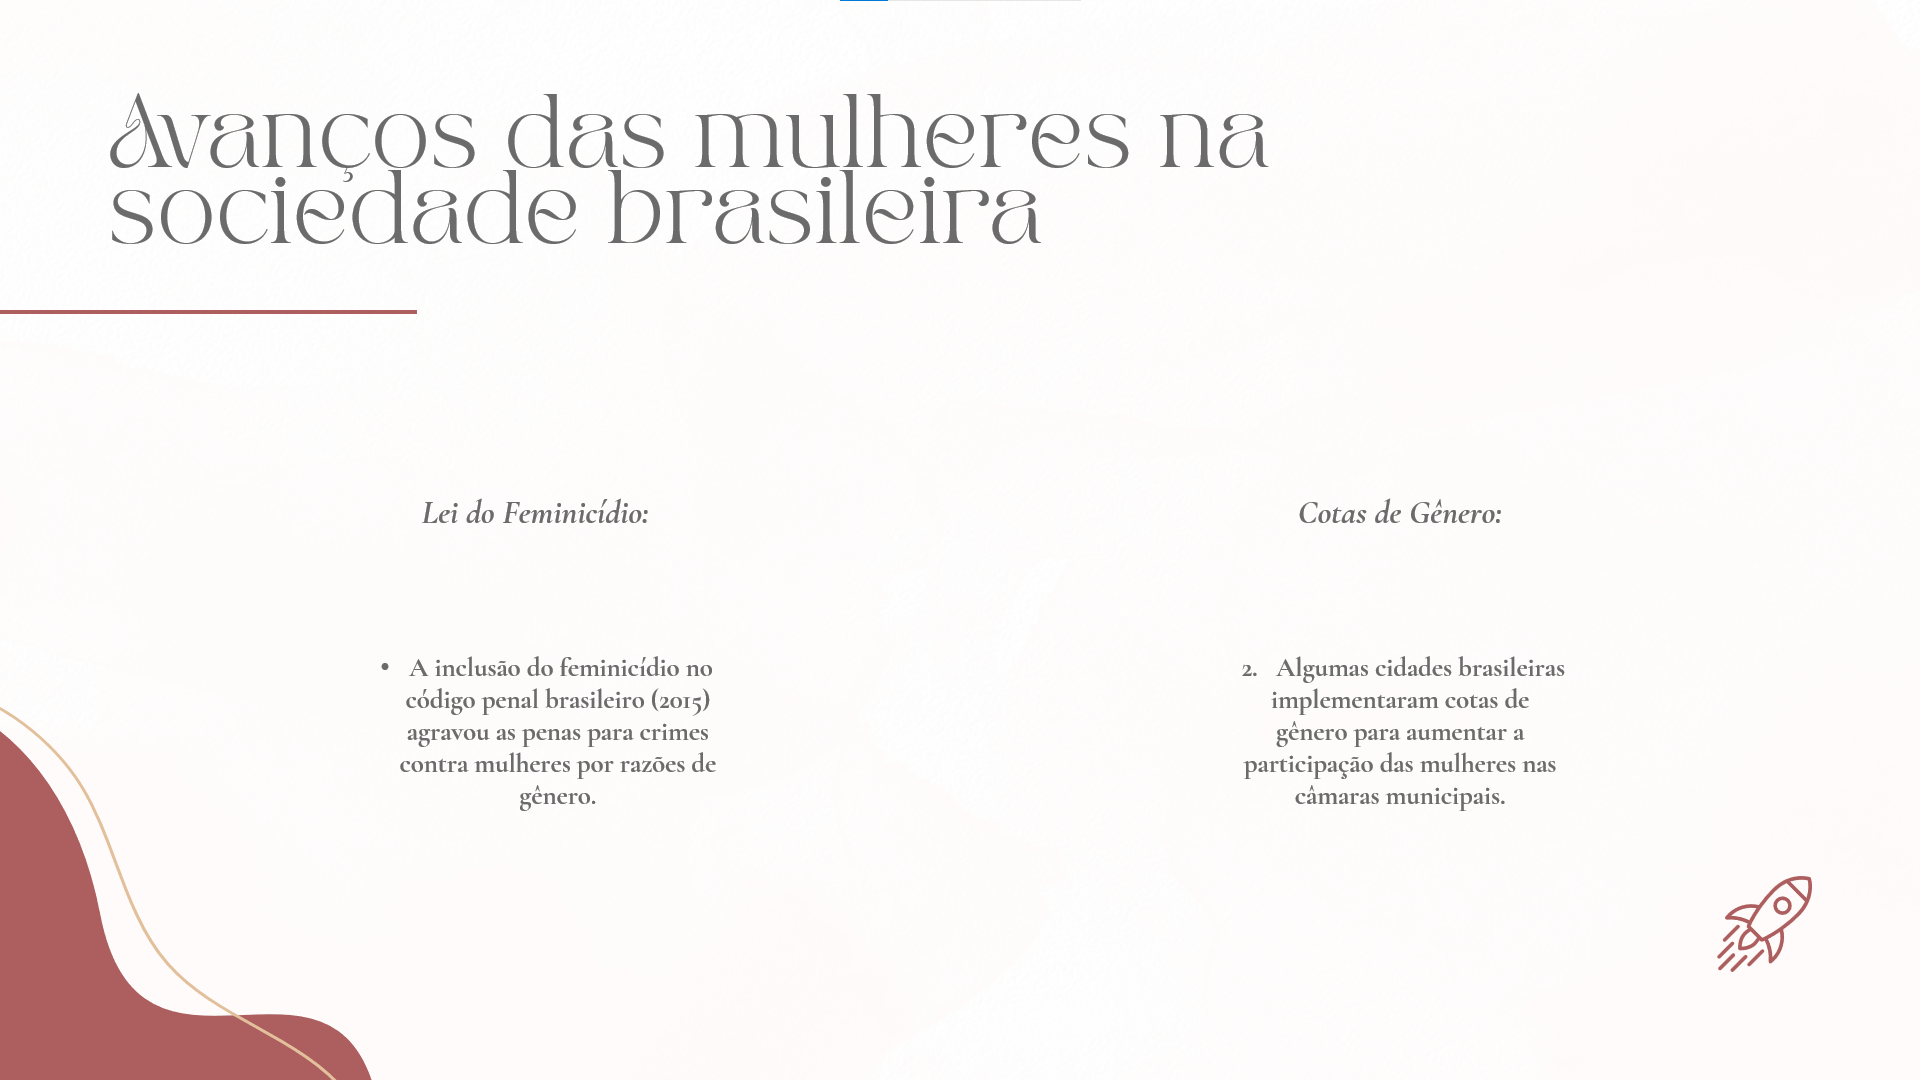 Avanços das mulheres na
sociedade brasileira
Lei do Feminicídio:
• A inclusão do feminicídio no
código penal brasileiro (2015)
agravou as penas para crimes
contra mulheres por razões de
gênero.
Cotas de Gênero:
2. Algumas cidades brasileiras
implementaram cotas de
gênero para aumentar a
participação das mulheres nas
câmaras municipais.